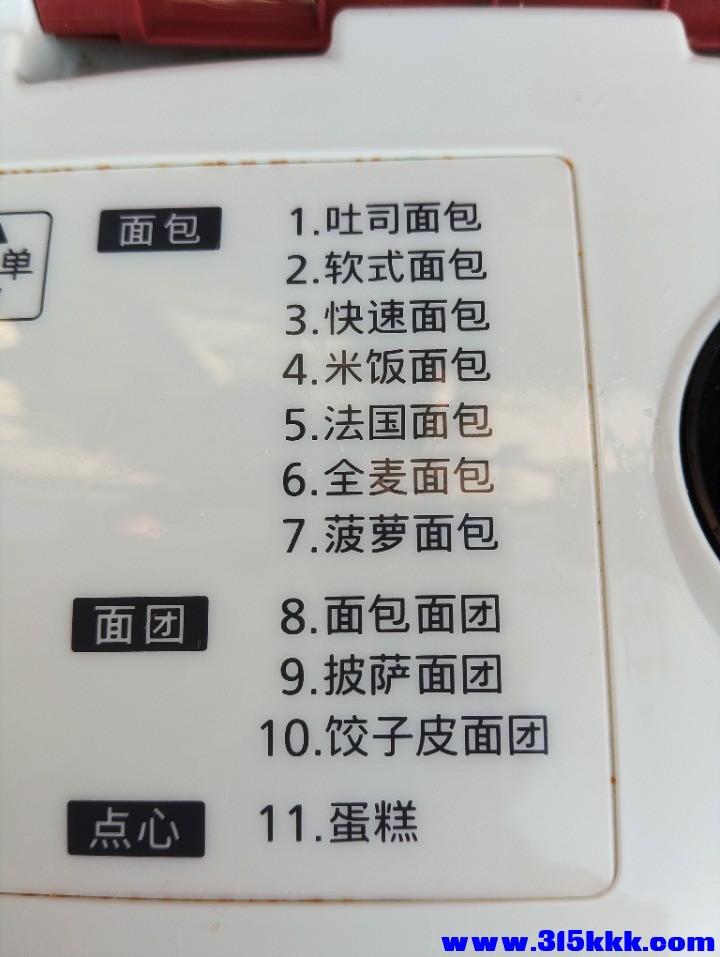 单
面包
1.吐司面包
2.软式面包
3.快速面包
4.米饭面包
5.法国面包
6.全麦面包
7.菠萝面包
面团
8.面包面团
9.披萨面团
10.饺子皮面团
点心
11.蛋糕
www.315kkk.com